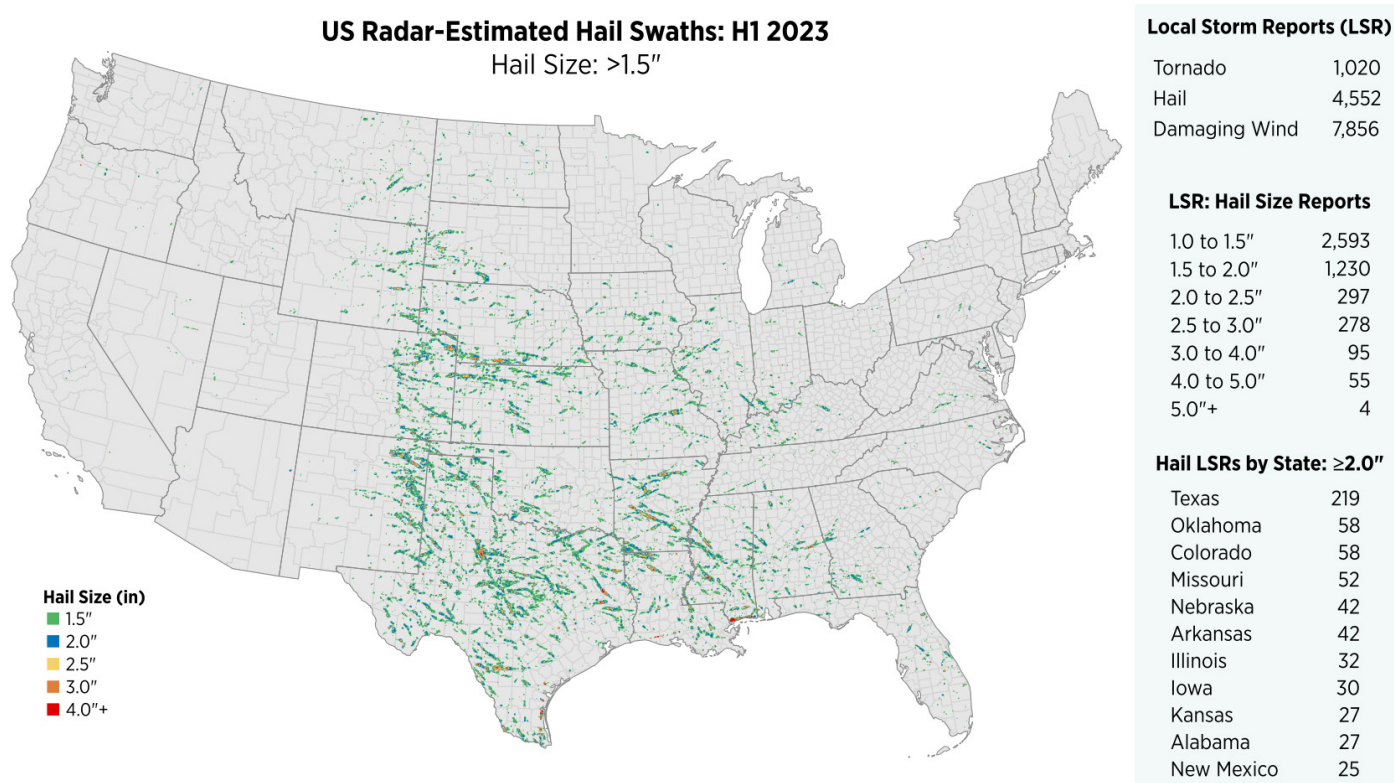 US Radar-Estimated Hail Swaths: H1 2023
Hail Size: >1.5"
Hail Size (in)
1.5"
2.0"
2.5"
3.0"
4.0"+
Local Storm Reports (LSR)
Tornado 1,020
Hail 4,552
Damaging Wind 7,856
LSR: Hail Size Reports
1.0 to 1.5" 2,593
1.5 to 2.0" 1,230
2.0 to 2.5" 297
2.5 to 3.0" 278
3.0 to 4.0" 95
4.0 to 5.0" 55
5.0"+ 4
Hail LSRs by State: ≥2.0"
Texas 219
Oklahoma 58
Colorado 58
Missouri 52
Nebraska 42
Arkansas 42
Illinois 32
Iowa 30
Kansas 27
Alabama 27
New Mexico 25